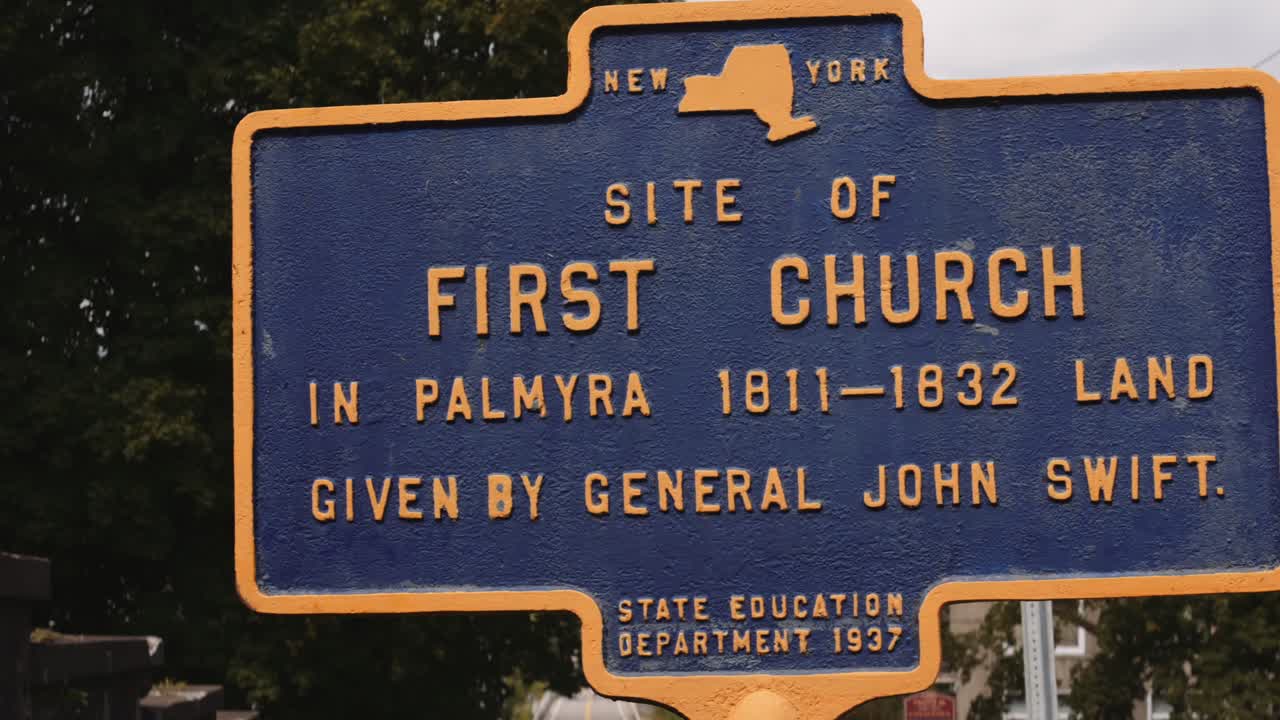 NEW YORK
SITE OF
FIRST CHURCH
IN PALMYRA 1811—1832 LAND
GIVEN BY GENERAL JOHN SWIFT.
STATE EDUCATION
DEPARTMENT 1937